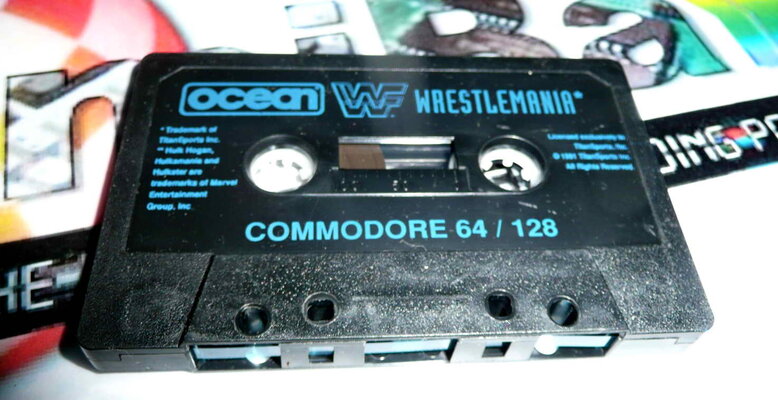 ocean WF WRESTLEMANIA*
* Trademark of
TitanSports Inc.
** Hulk Hogan,
Hulkamania and
Hulkster are
trademarks of Marvel
Entertainment
Group, Inc
Licensed exclusively to
TitanSports, Inc.
© 1991 TitanSports Inc.
All Rights Reserved
COMMODORE 64 / 128